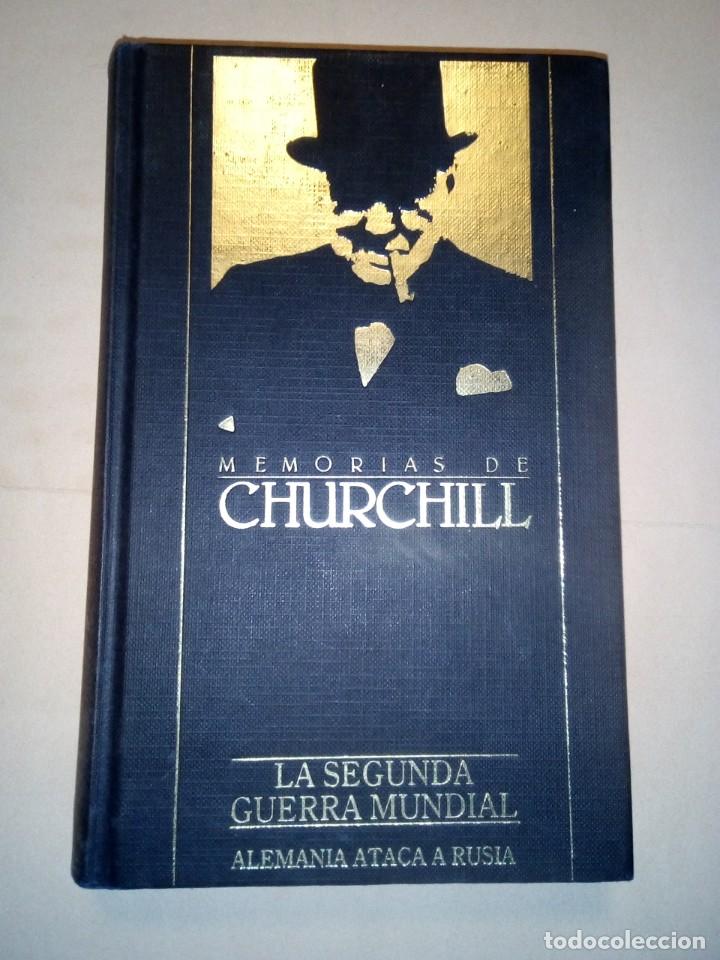 MEMORIAS DE
CHURCHILL
LA SEGUNDA
GUERRA MUNDIAL
ALEMANIA ATACA A RUSIA
todocoleccion